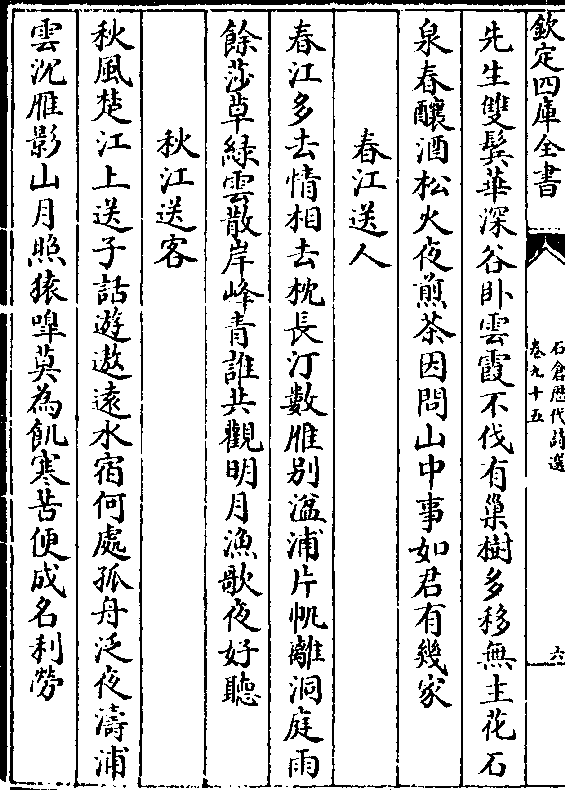 欽定四庫全書
石倉歴代詩選
卷九十五
六
先生雙鬂華深谷卧雲霞不伐有巢樹多移無主花石
泉春釀酒松火夜煎茶因問山中事如君有幾家
春江送人
春江多去情相去枕長汀數雁别湓浦片帆離洞庭雨
餘莎草緑雲散岸峰青誰共觀明月漁歌夜好聽
秋江送客
秋風楚江上送子話遊遨逺水宿何處孤舟泛夜濤浦
雲沉雁影山月照猿嘷莫為飢寒苦便成名利勞